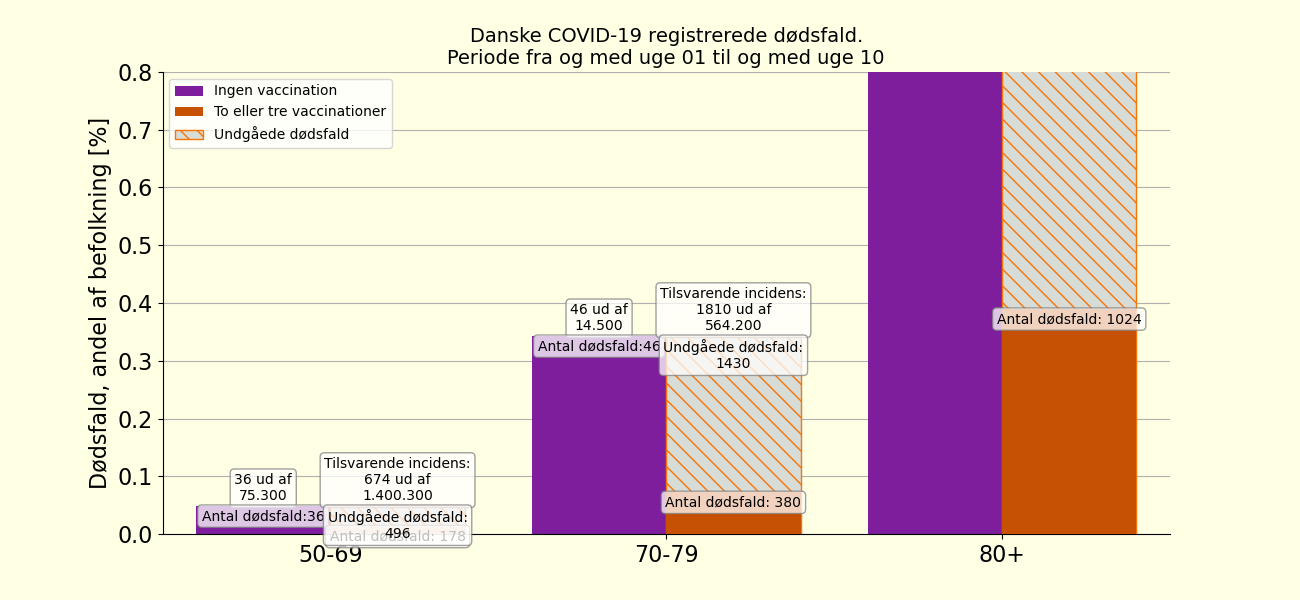 Danske COVID-19 registrerede dødsfald.
Periode fra og med uge 01 til og med uge 10
Dødsfald, andel af befolkning [%]
0.8
0.7
0.6
0.5
0.4
0.3
0.2
0.1
0.0
Ingen vaccination
To eller tre vaccinationer
Undgåede dødsfald
36 ud af
75.300
Antal dødsfald:36
Tilsvarende incidens:
674 ud af
1.400.300
Undgåede dødsfald:
496
Antal dødsfald: 178
46 ud af
14.500
Antal dødsfald:46
Tilsvarende incidens:
1810 ud af
564.200
Undgåede dødsfald:
1430
Antal dødsfald: 380
Antal dødsfald: 1024
50-69
70-79
80+